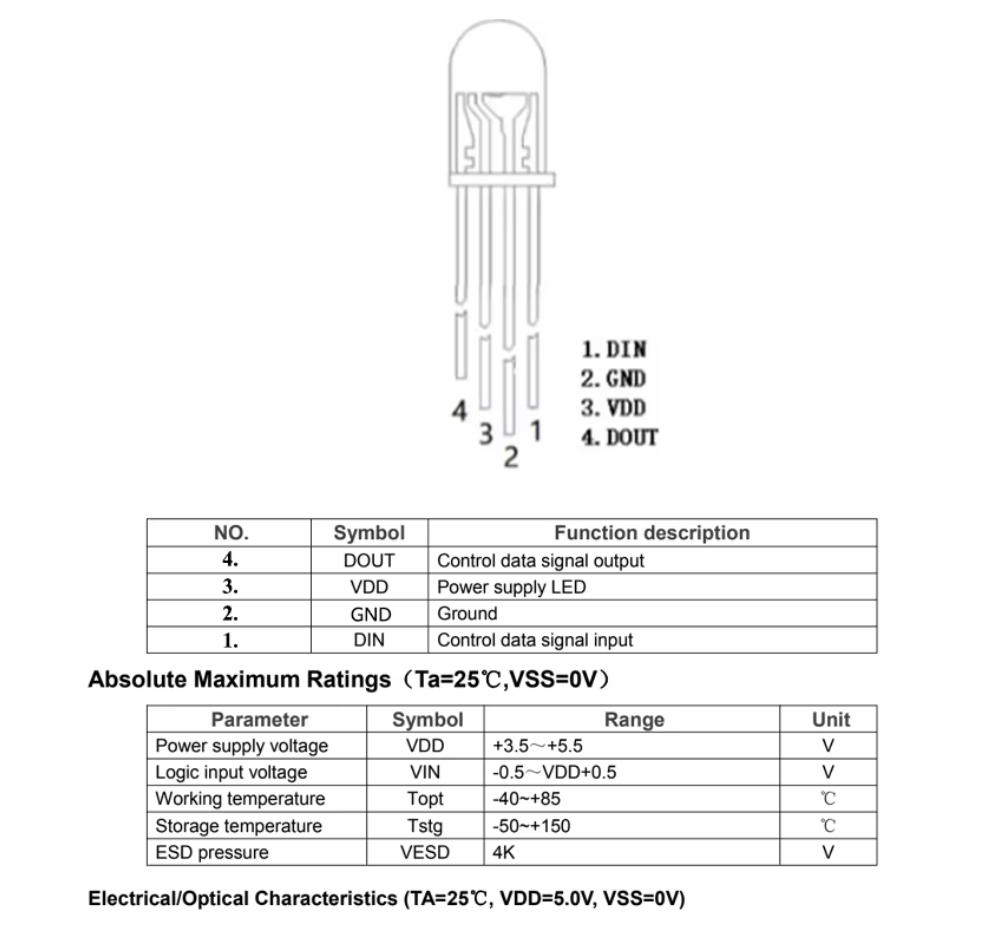 1. DIN
2. GND
3. VDD
4. DOUT
4
3
2
1
NO. Symbol Function description
4. DOUT Control data signal output
3. VDD Power supply LED
2. GND Ground
1. DIN Control data signal input
Absolute Maximum Ratings（Ta=25℃,VSS=0V）
Parameter Symbol Range Unit
Power supply voltage VDD +3.5～+5.5 V
Logic input voltage VIN -0.5～VDD+0.5 V
Working temperature Topt -40~+85 ℃
Storage temperature Tstg -50~+150 ℃
ESD pressure VESD 4K V
Electrical/Optical Characteristics (TA=25℃, VDD=5.0V, VSS=0V)